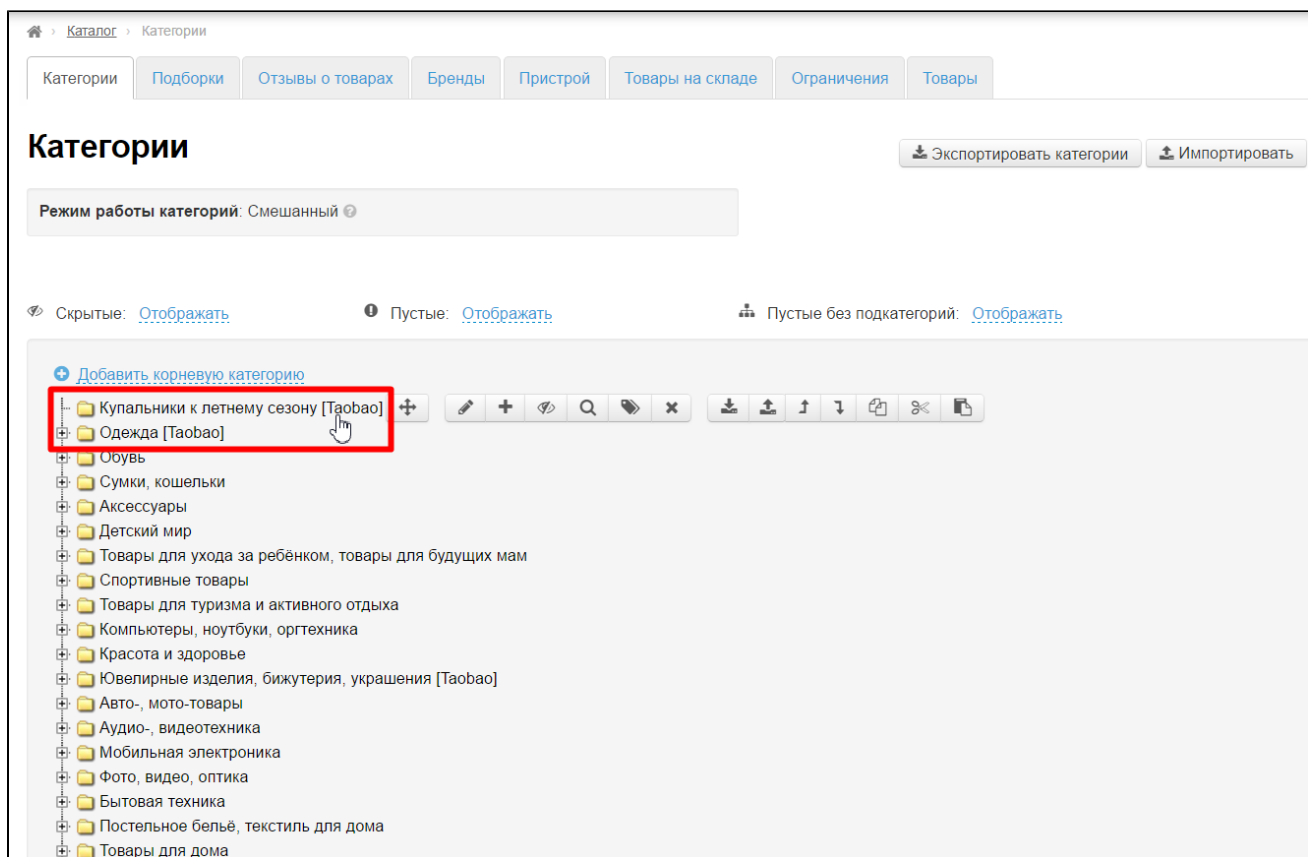 Каталог › Категории
Категории Подборки Отзывы о товарах Бренды Пристрой Товары на складе Ограничения Товары
Категории
Экспортировать категории Импортировать
Режим работы категорий: Смешанный
Скрытые: Отображать Пустые: Отображать Пустые без подкатегорий: Отображать
Добавить корневую категорию
Купальники к летнему сезону [Taobao]
Одежда [Taobao]
Обувь
Сумки, кошельки
Аксессуары
Детский мир
Товары для ухода за ребёнком, товары для будущих мам
Спортивные товары
Товары для туризма и активного отдыха
Компьютеры, ноутбуки, оргтехника
Красота и здоровье
Ювелирные изделия, бижутерия, украшения [Taobao]
Авто-, мото-товары
Аудио-, видеотехника
Мобильная электроника
Фото, видео, оптика
Бытовая техника
Постельное бельё, текстиль для дома
Товары для дома